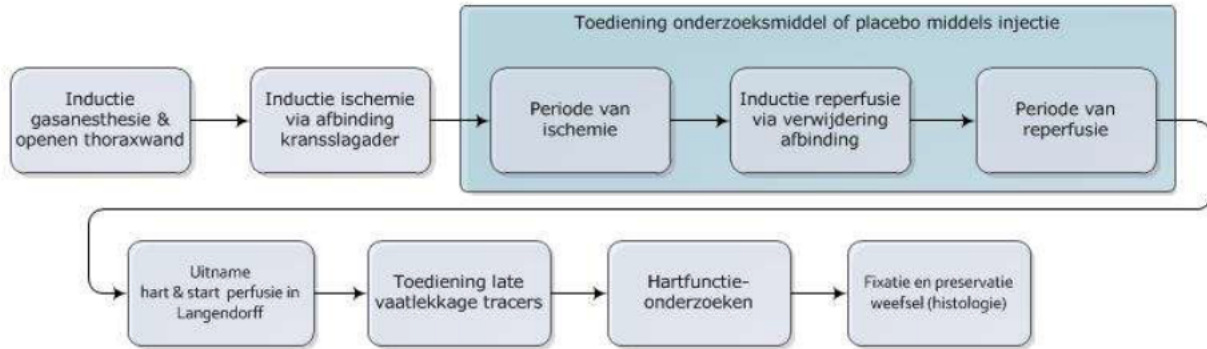 Toediening onderzoeksmiddel of placebo middels injectie
Inductie
gasanesthesie &
openen thoraxwand
Inductie ischemie
via afbinding
kransslagader
Periode van
ischemie
Inductie reperfusie
via verwijdering
afbinding
Periode van
reperfusie
Uitname
hart & start perfusie in
Langendorff
Toediening late
vaatlekkage tracers
Hartfunctie-
onderzoeken
Fixatie en preservatie
weefsel (histologie)